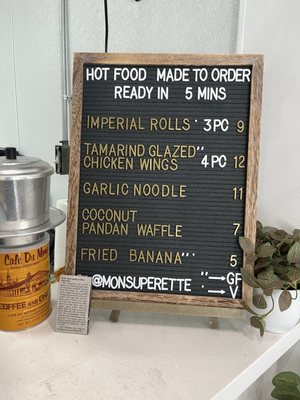 HOT FOOD MADE TO ORDER
READY IN 5 MINS
IMPERIAL ROLLS • 3PC 9
TAMARIND GLAZED ••
CHICKEN WINGS 4PC 12
GARLIC NOODLE 11
COCONUT
PANDAN WAFFLE 7
FRIED BANANA •• 5
@MONSUPERETTE • → GF
•• → V
CAFE DU MONDE
COFFEE AND